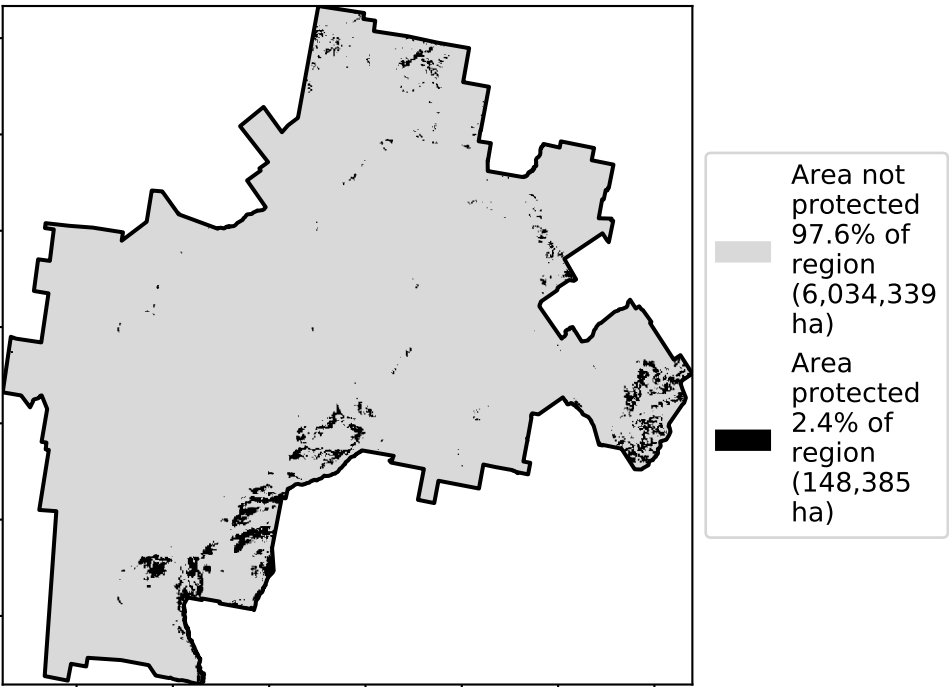 Area not
protected
97.6% of
region
(6,034,339
ha)
Area
protected
2.4% of
region
(148,385
ha)